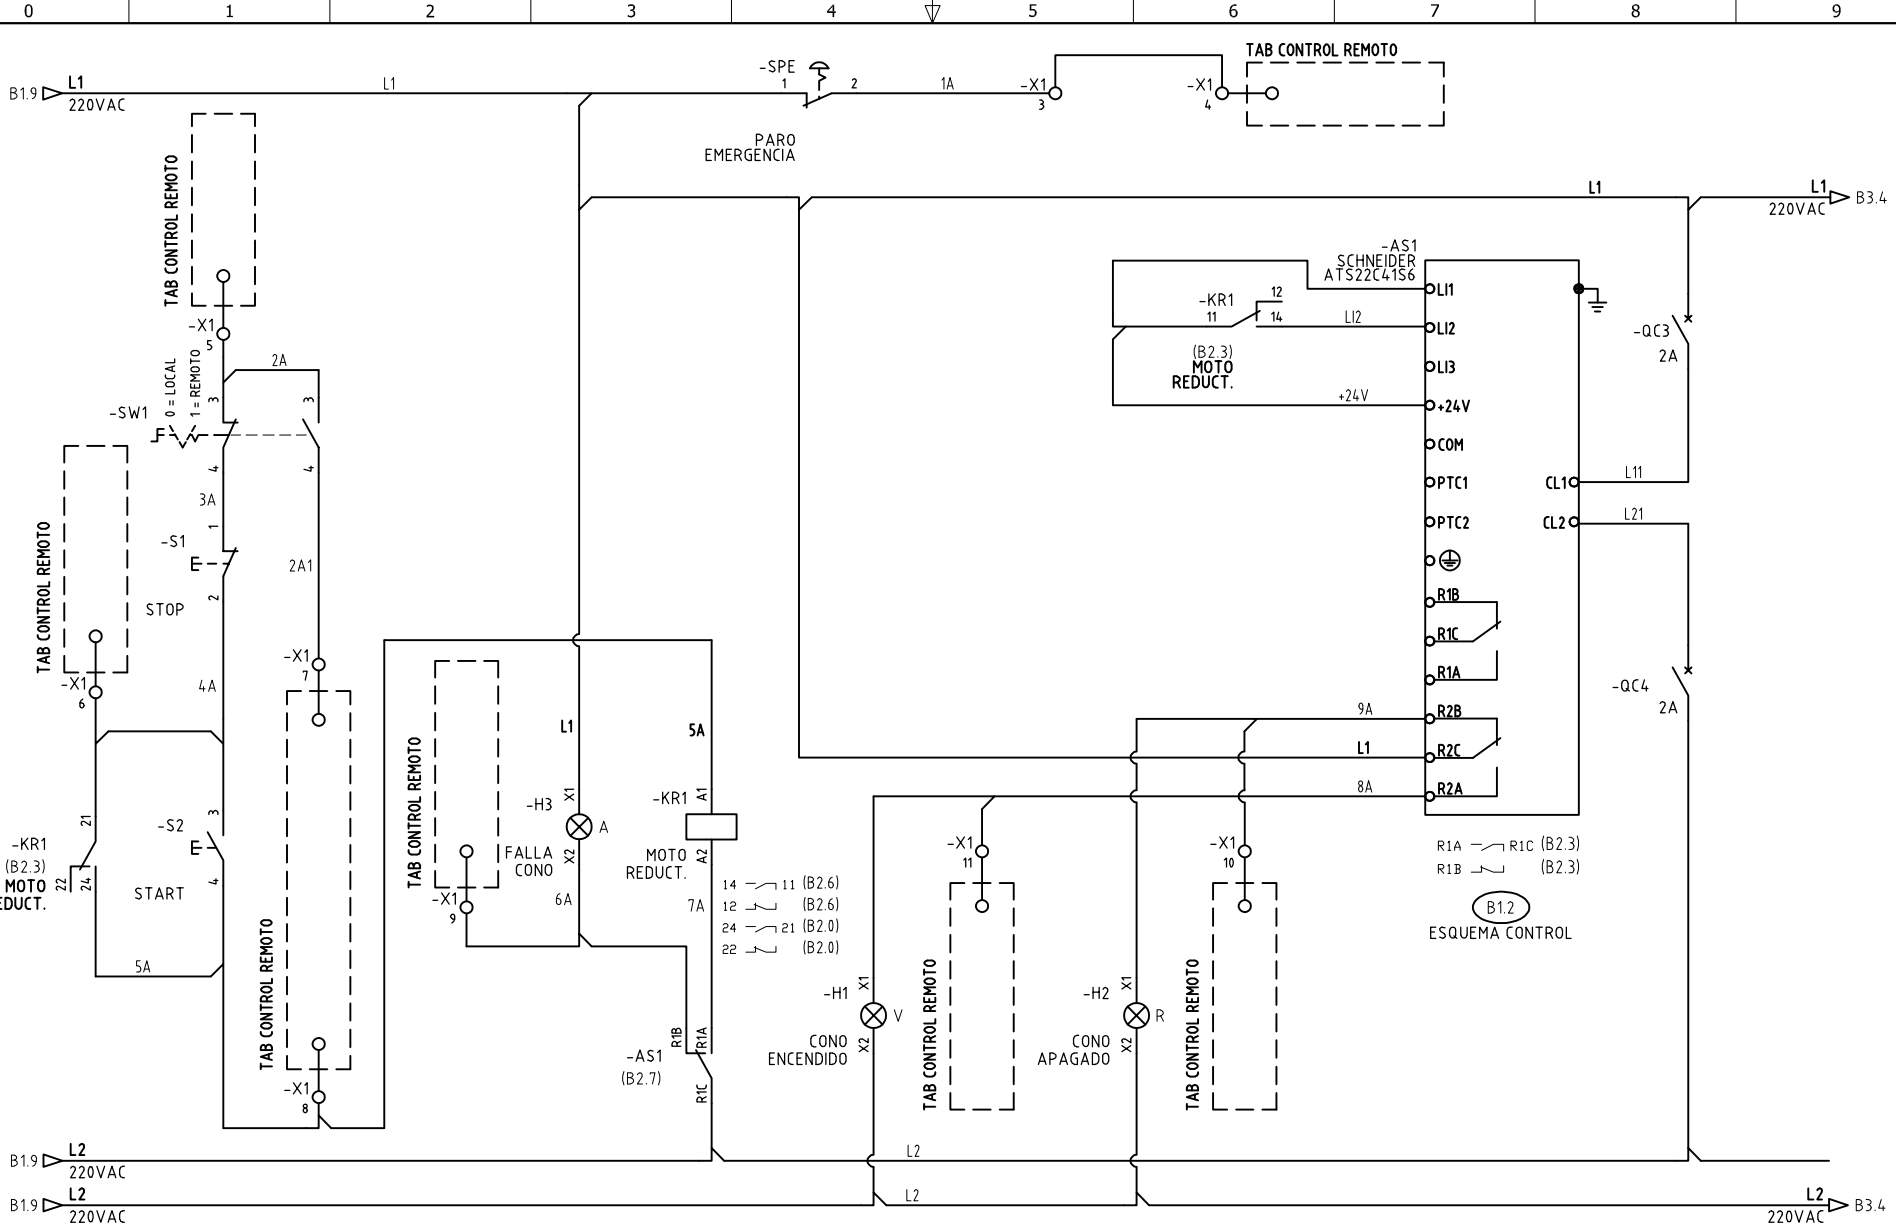 0 1 2 3 4 5 6 7 8 9
TAB CONTROL REMOTO
B1.9 L1 220VAC
L1
-SPE
1 2
1A
-X1
3
-X1
4
PARO
EMERGENCIA
TAB CONTROL REMOTO
L1
L1
220VAC
B3.4
-X1
5
2A
0 = LOCAL
1 = REMOTO
-SW1
3
3
4
4
3A
1
-S1
2
STOP
2A1
TAB CONTROL REMOTO
-X1
6
4A
-X1
7
21
-KR1
(B2.3)
MOTO
EDUCT.
22
24
3
-S2
4
START
5A
TAB CONTROL REMOTO
-X1
8
TAB CONTROL REMOTO
-X1
9
L1
X1
-H3
A
FALLA
CONO
X2
6A
5A
A1
-KR1
A2
MOTO
REDUCT.
7A
14 11 (B2.6)
12 (B2.6)
24 21 (B2.0)
22 (B2.0)
R1B
R1A
-AS1
(B2.7)
R1C
-AS1
SCHNEIDER
ATS22C41S6
-KR1
12
11
14
LI2
(B2.3)
MOTO
REDUCT.
+24V
LI1
LI2
LI3
+24V
COM
PTC1
PTC2
R1B
R1C
R1A
R2B
R2C
R2A
CL1
CL2
L11
L21
-QC3
2A
-QC4
2A
9A
L1
8A
R1A R1C (B2.3)
R1B (B2.3)
B1.2
ESQUEMA CONTROL
-X1
11
-X1
10
TAB CONTROL REMOTO
TAB CONTROL REMOTO
X1
-H1
V
CONO
ENCENDIDO
X2
X1
-H2
R
CONO
APAGADO
X2
B1.9 L2 220VAC
L2
B1.9 L2 220VAC
L2
L2
220VAC
B3.4